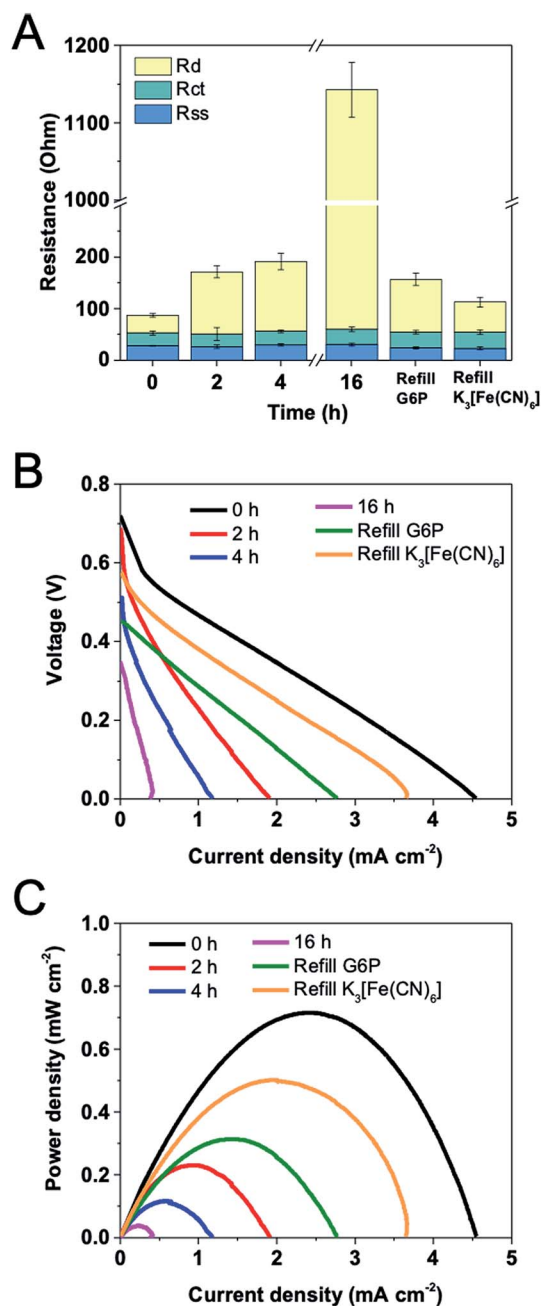 A
Resistance (Ohm)
1200
1100
1000
200
100
0
Rd
Rct
Rss
0 2 4 16 Refill G6P Refill K₃[Fe(CN)₆]
Time (h)
B
Voltage (V)
0.8
0.6
0.4
0.2
0.0
0 h
2 h
4 h
16 h
Refill G6P
Refill K₃[Fe(CN)₆]
0 1 2 3 4 5
Current density (mA cm⁻²)
C
Power density (mW cm⁻²)
1.0
0.8
0.6
0.4
0.2
0.0
0 h
2 h
4 h
16 h
Refill G6P
Refill K₃[Fe(CN)₆]
0 1 2 3 4 5
Current density (mA cm⁻²)